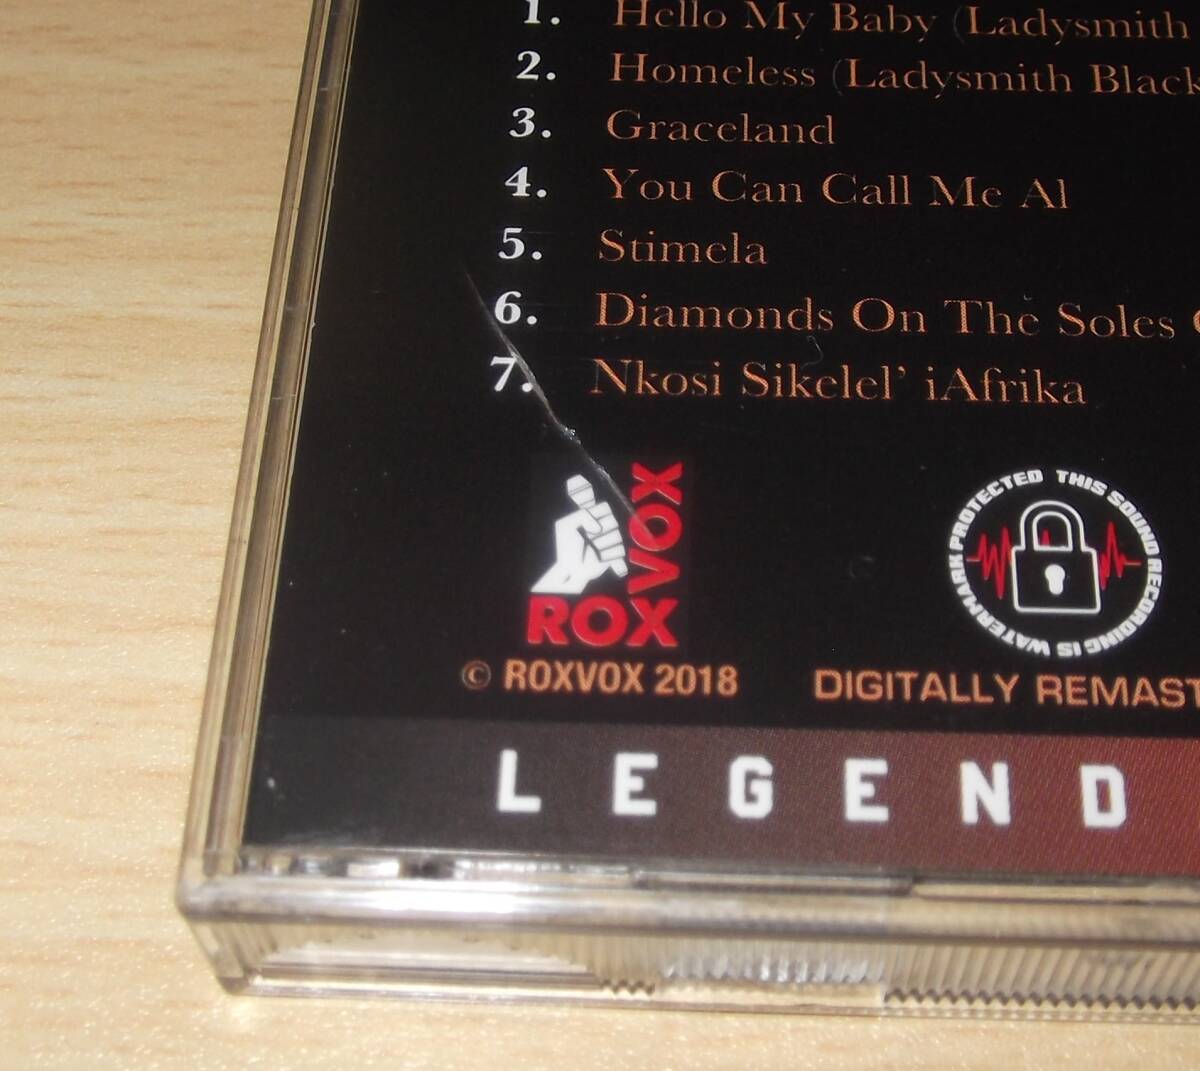 1. Hello My Baby (Ladysmith
2. Homeless (Ladysmith Black
3. Graceland
4. You Can Call Me Al
5. Stimela
6. Diamonds On The Soles
7. Nkosi Sikelel' iAfrika
ROX
VOX
THIS SOUND RECORDING IS WATERMARK PROTECTED
© ROXVOX 2018
DIGITALLY REMAST
LEGEND